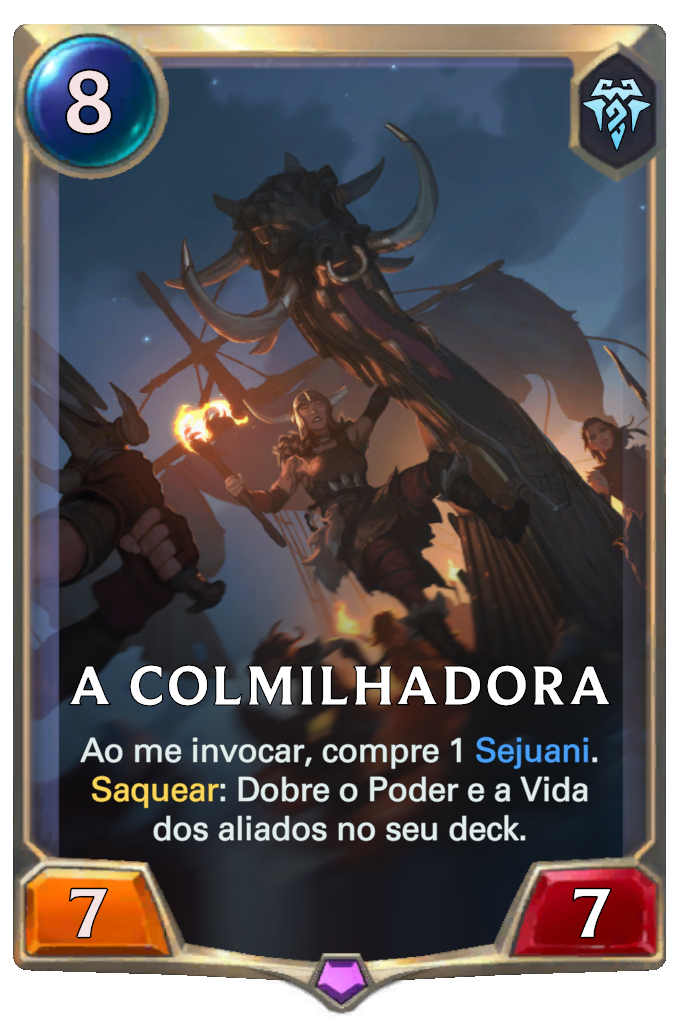 8
A COLMILHADORA
Ao me invocar, compre 1 Sejuani.
Saquear: Dobre o Poder e a Vida
dos aliados no seu deck.
7
7